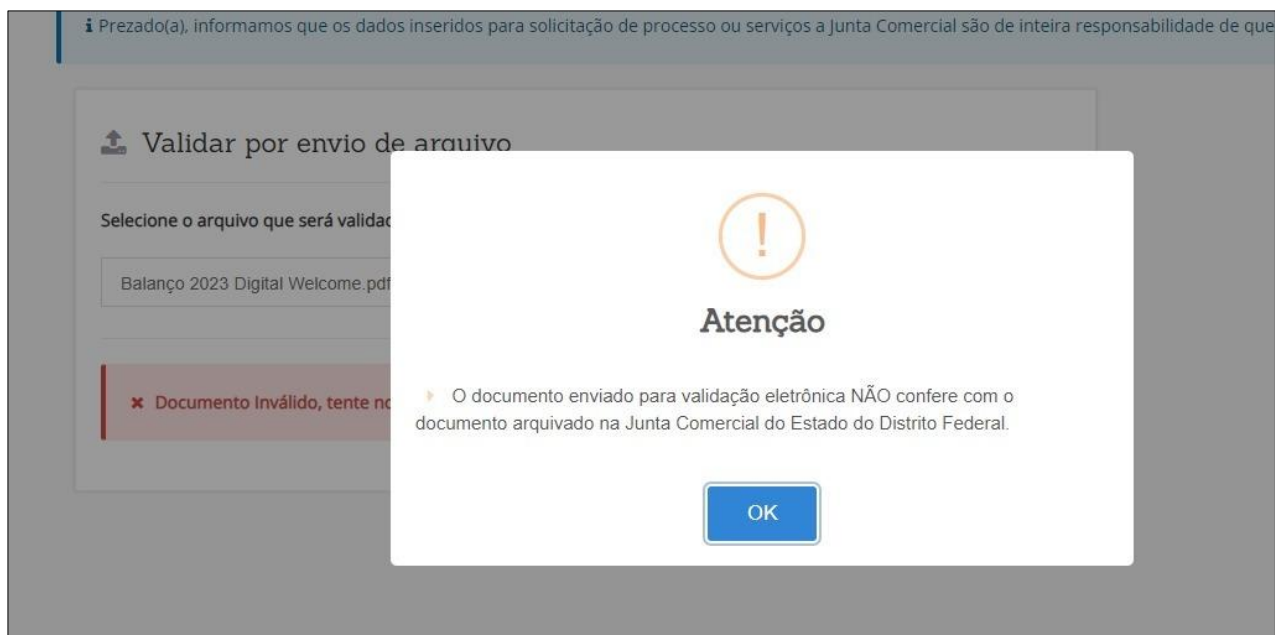 i Prezado(a), informamos que os dados inseridos para solicitação de processo ou serviços a Junta Comercial são de inteira responsabilidade de que
Validar por envio de arquivo
Selecione o arquivo que será validad
Balanço 2023 Digital Welcome.pdf
× Documento Inválido, tente no
!
Atenção
O documento enviado para validação eletrônica NÃO confere com o
documento arquivado na Junta Comercial do Estado do Distrito Federal.
OK